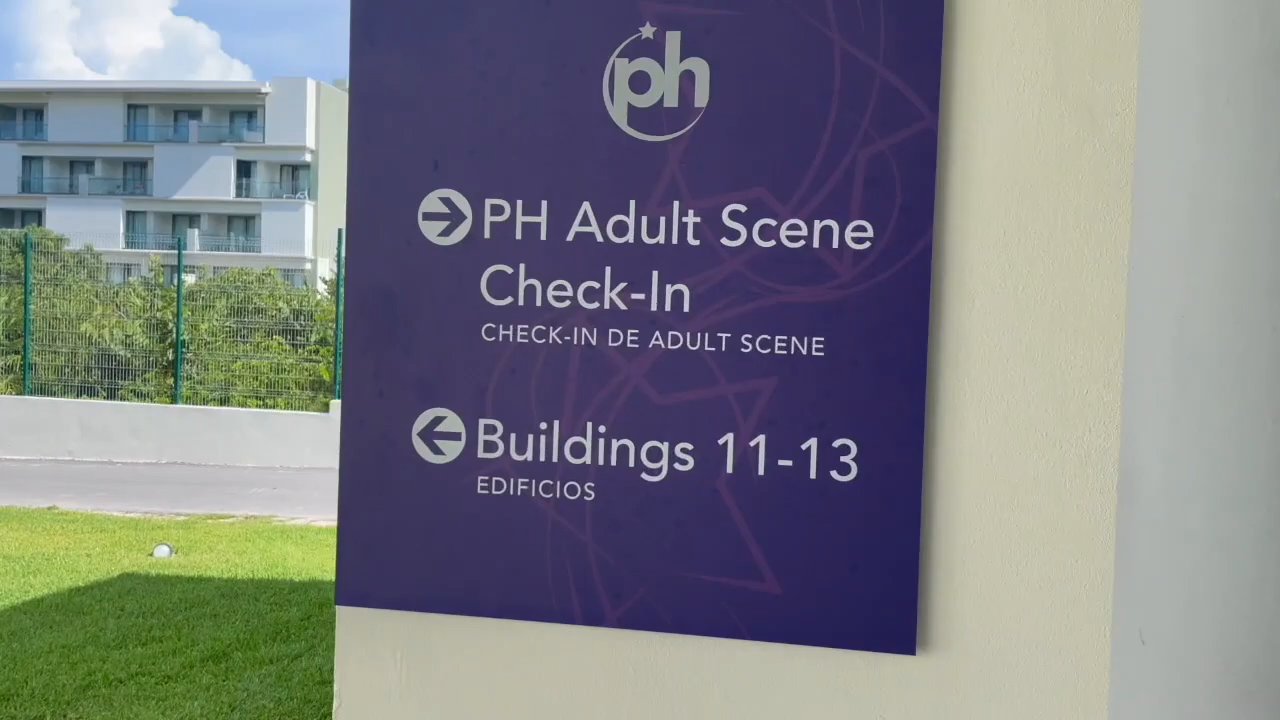 ph
PH Adult Scene
Check-In
CHECK-IN DE ADULT SCENE
Buildings 11-13
EDIFICIOS